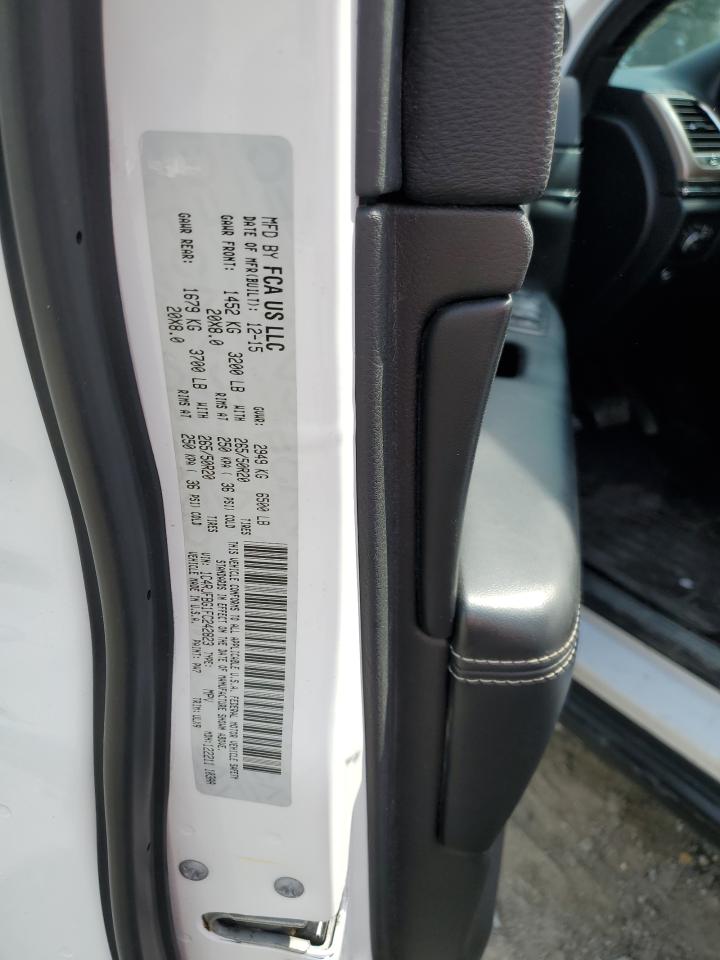 MFD BY FCA US LLC
DATE OF MFR(BUILT): 12-15 GVWR: 2949 KG 6500 LB
GAWR FRONT: 1452 KG 3200 LB WITH 265/50R20 TIRES
20X8.0 RIMS AT 250 KPA ( 36 PSI) COLD
GAWR REAR: 1679 KG 3700 LB WITH 265/50R20 TIRES
20X8.0 RIMS AT 250 KPA ( 36 PSI) COLD
THIS VEHICLE CONFORMS TO ALL APPLICABLE U.S.A. FEDERAL MOTOR VEHICLE SAFETY
STANDARDS IN EFFECT ON THE DATE OF MANUFACTURE SHOWN ABOVE.
VIN: TYPE: MPV MDH:
VEHICLE MADE IN U.S.A. PAINT: PW7 TRIM: